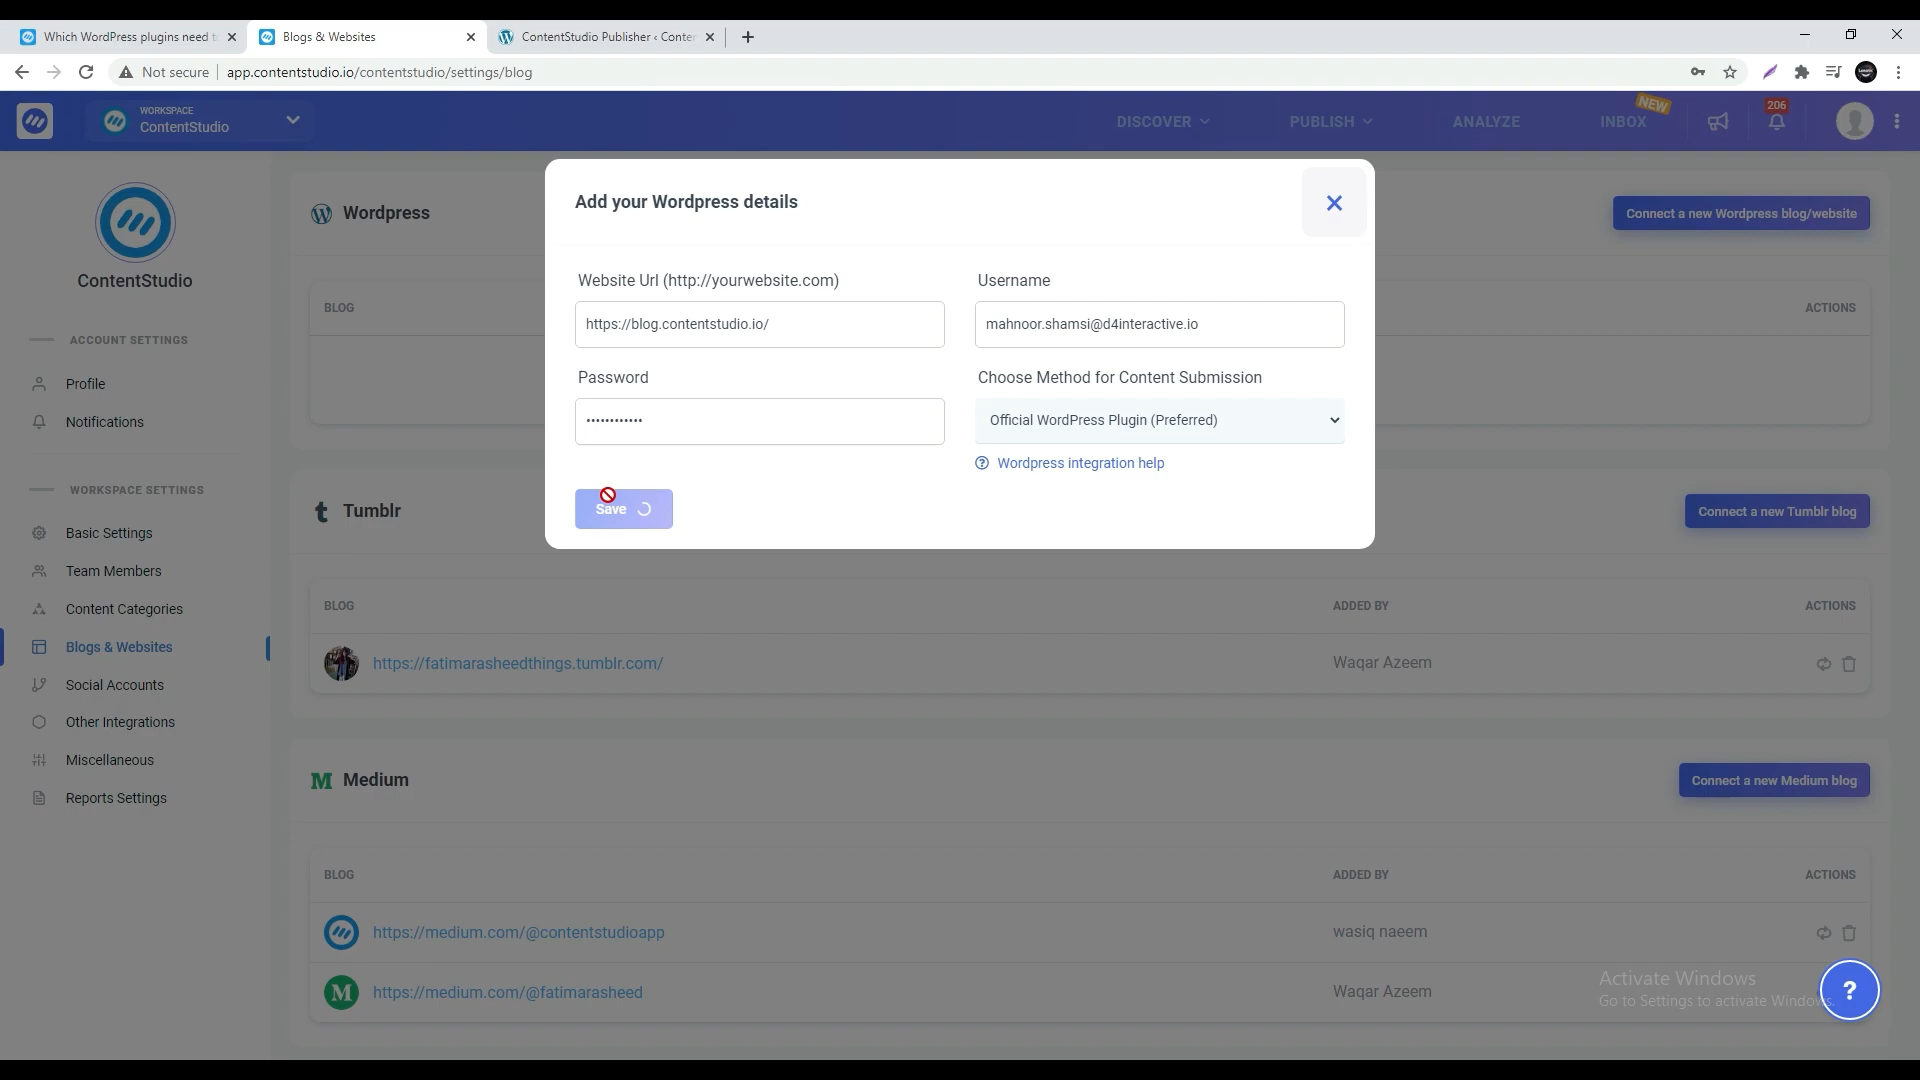 Which WordPress plugins need t
Blogs & Websites
ContentStudio Publisher ‹ Conte
Not secure
app.contentstudio.io/contentstudio/settings/blog
WORKSPACE
ContentStudio
DISCOVER
PUBLISH
ANALYZE
INBOX
NEW
206
ContentStudio
ACCOUNT SETTINGS
Profile
Notifications
WORKSPACE SETTINGS
Basic Settings
Team Members
Content Categories
Blogs & Websites
Social Accounts
Other Integrations
Miscellaneous
Reports Settings
Wordpress
Connect a new Wordpress blog/website
BLOG
ACTIONS
Add your Wordpress details
Website Url (http://yourwebsite.com)
Username
https://blog.contentstudio.io/
mahnoor.shamsi@d4interactive.io
Password
Choose Method for Content Submission
••••••••••••
Official WordPress Plugin (Preferred)
Wordpress integration help
Save
Tumblr
Connect a new Tumblr blog
BLOG
ADDED BY
ACTIONS
https://fatimarasheedthings.tumblr.com/
Waqar Azeem
Medium
Connect a new Medium blog
BLOG
ADDED BY
ACTIONS
https://medium.com/@contentstudioapp
wasiq naeem
https://medium.com/@fatimarasheed
Waqar Azeem
Activate Windows
Go to Settings to activate Windows.
?